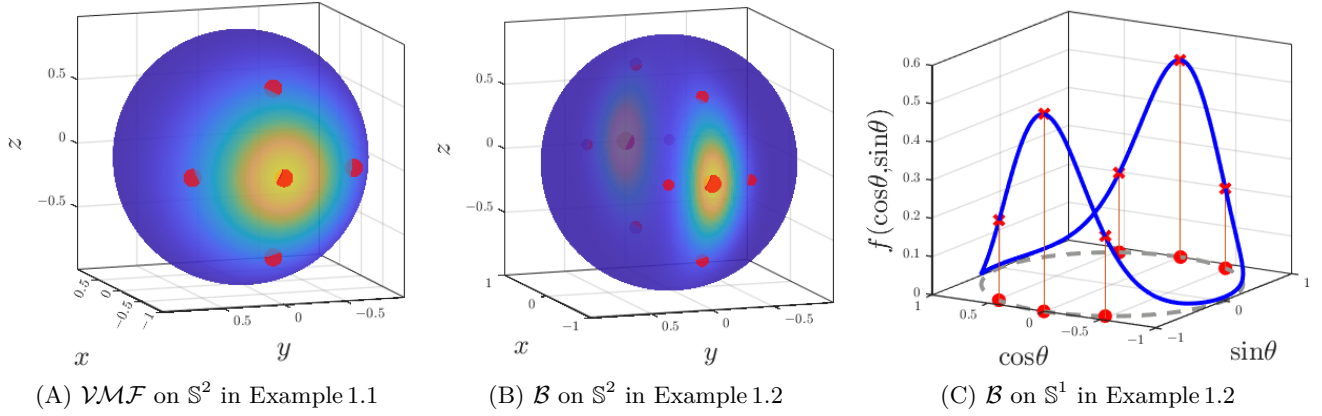 0.5
0
−0.5
z
0.5
0
−0.5
−1
x
0.5
0
−0.5
y
(A) 𝒱ℳℱ on 𝕊² in Example 1.1
0.5
0
−0.5
z
1
0
−1
x
0.5
0
−0.5
y
(B) ℬ on 𝕊² in Example 1.2
0.6
0.5
0.4
0.3
0.2
0.1
0
f(cosθ,sinθ)
1
0.5
0
−0.5
−1
cosθ
−1
0
1
sinθ
(C) ℬ on 𝕊¹ in Example 1.2